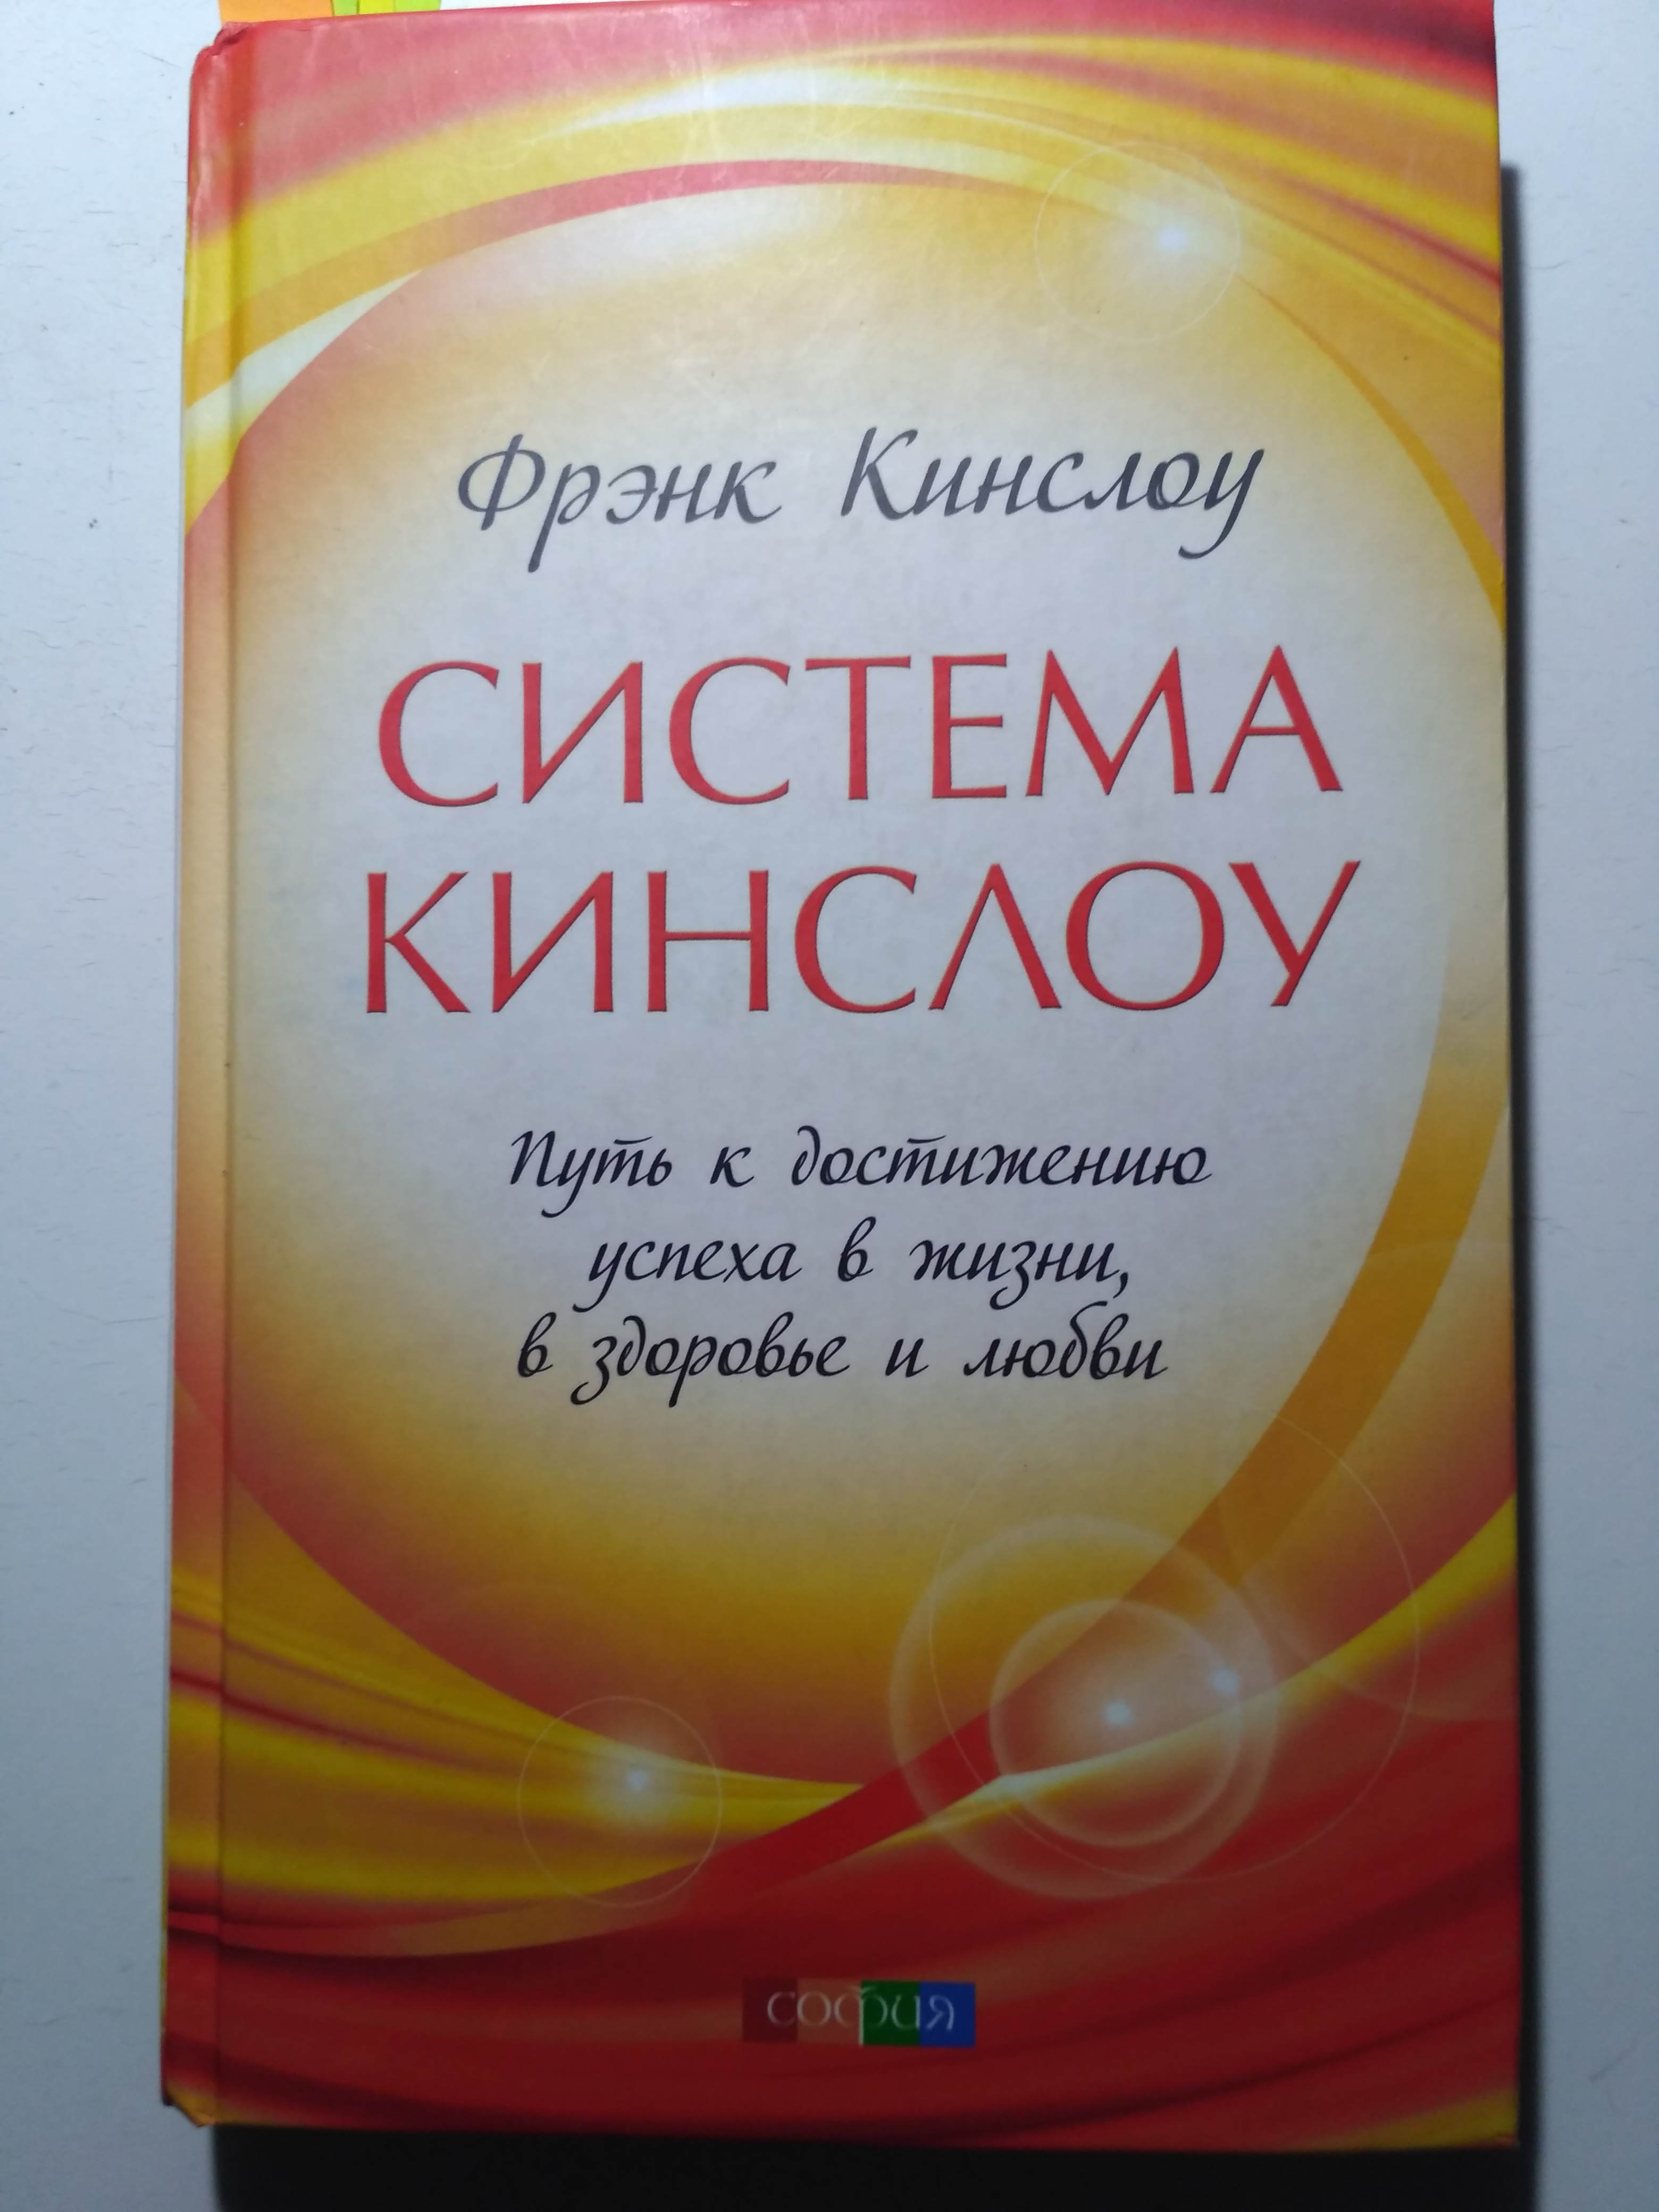 Фрэнк Кинслоу
СИСТЕМА
КИНСЛОУ
Путь к достижению
успеха в жизни,
в здоровье и любви
СОФИЯ